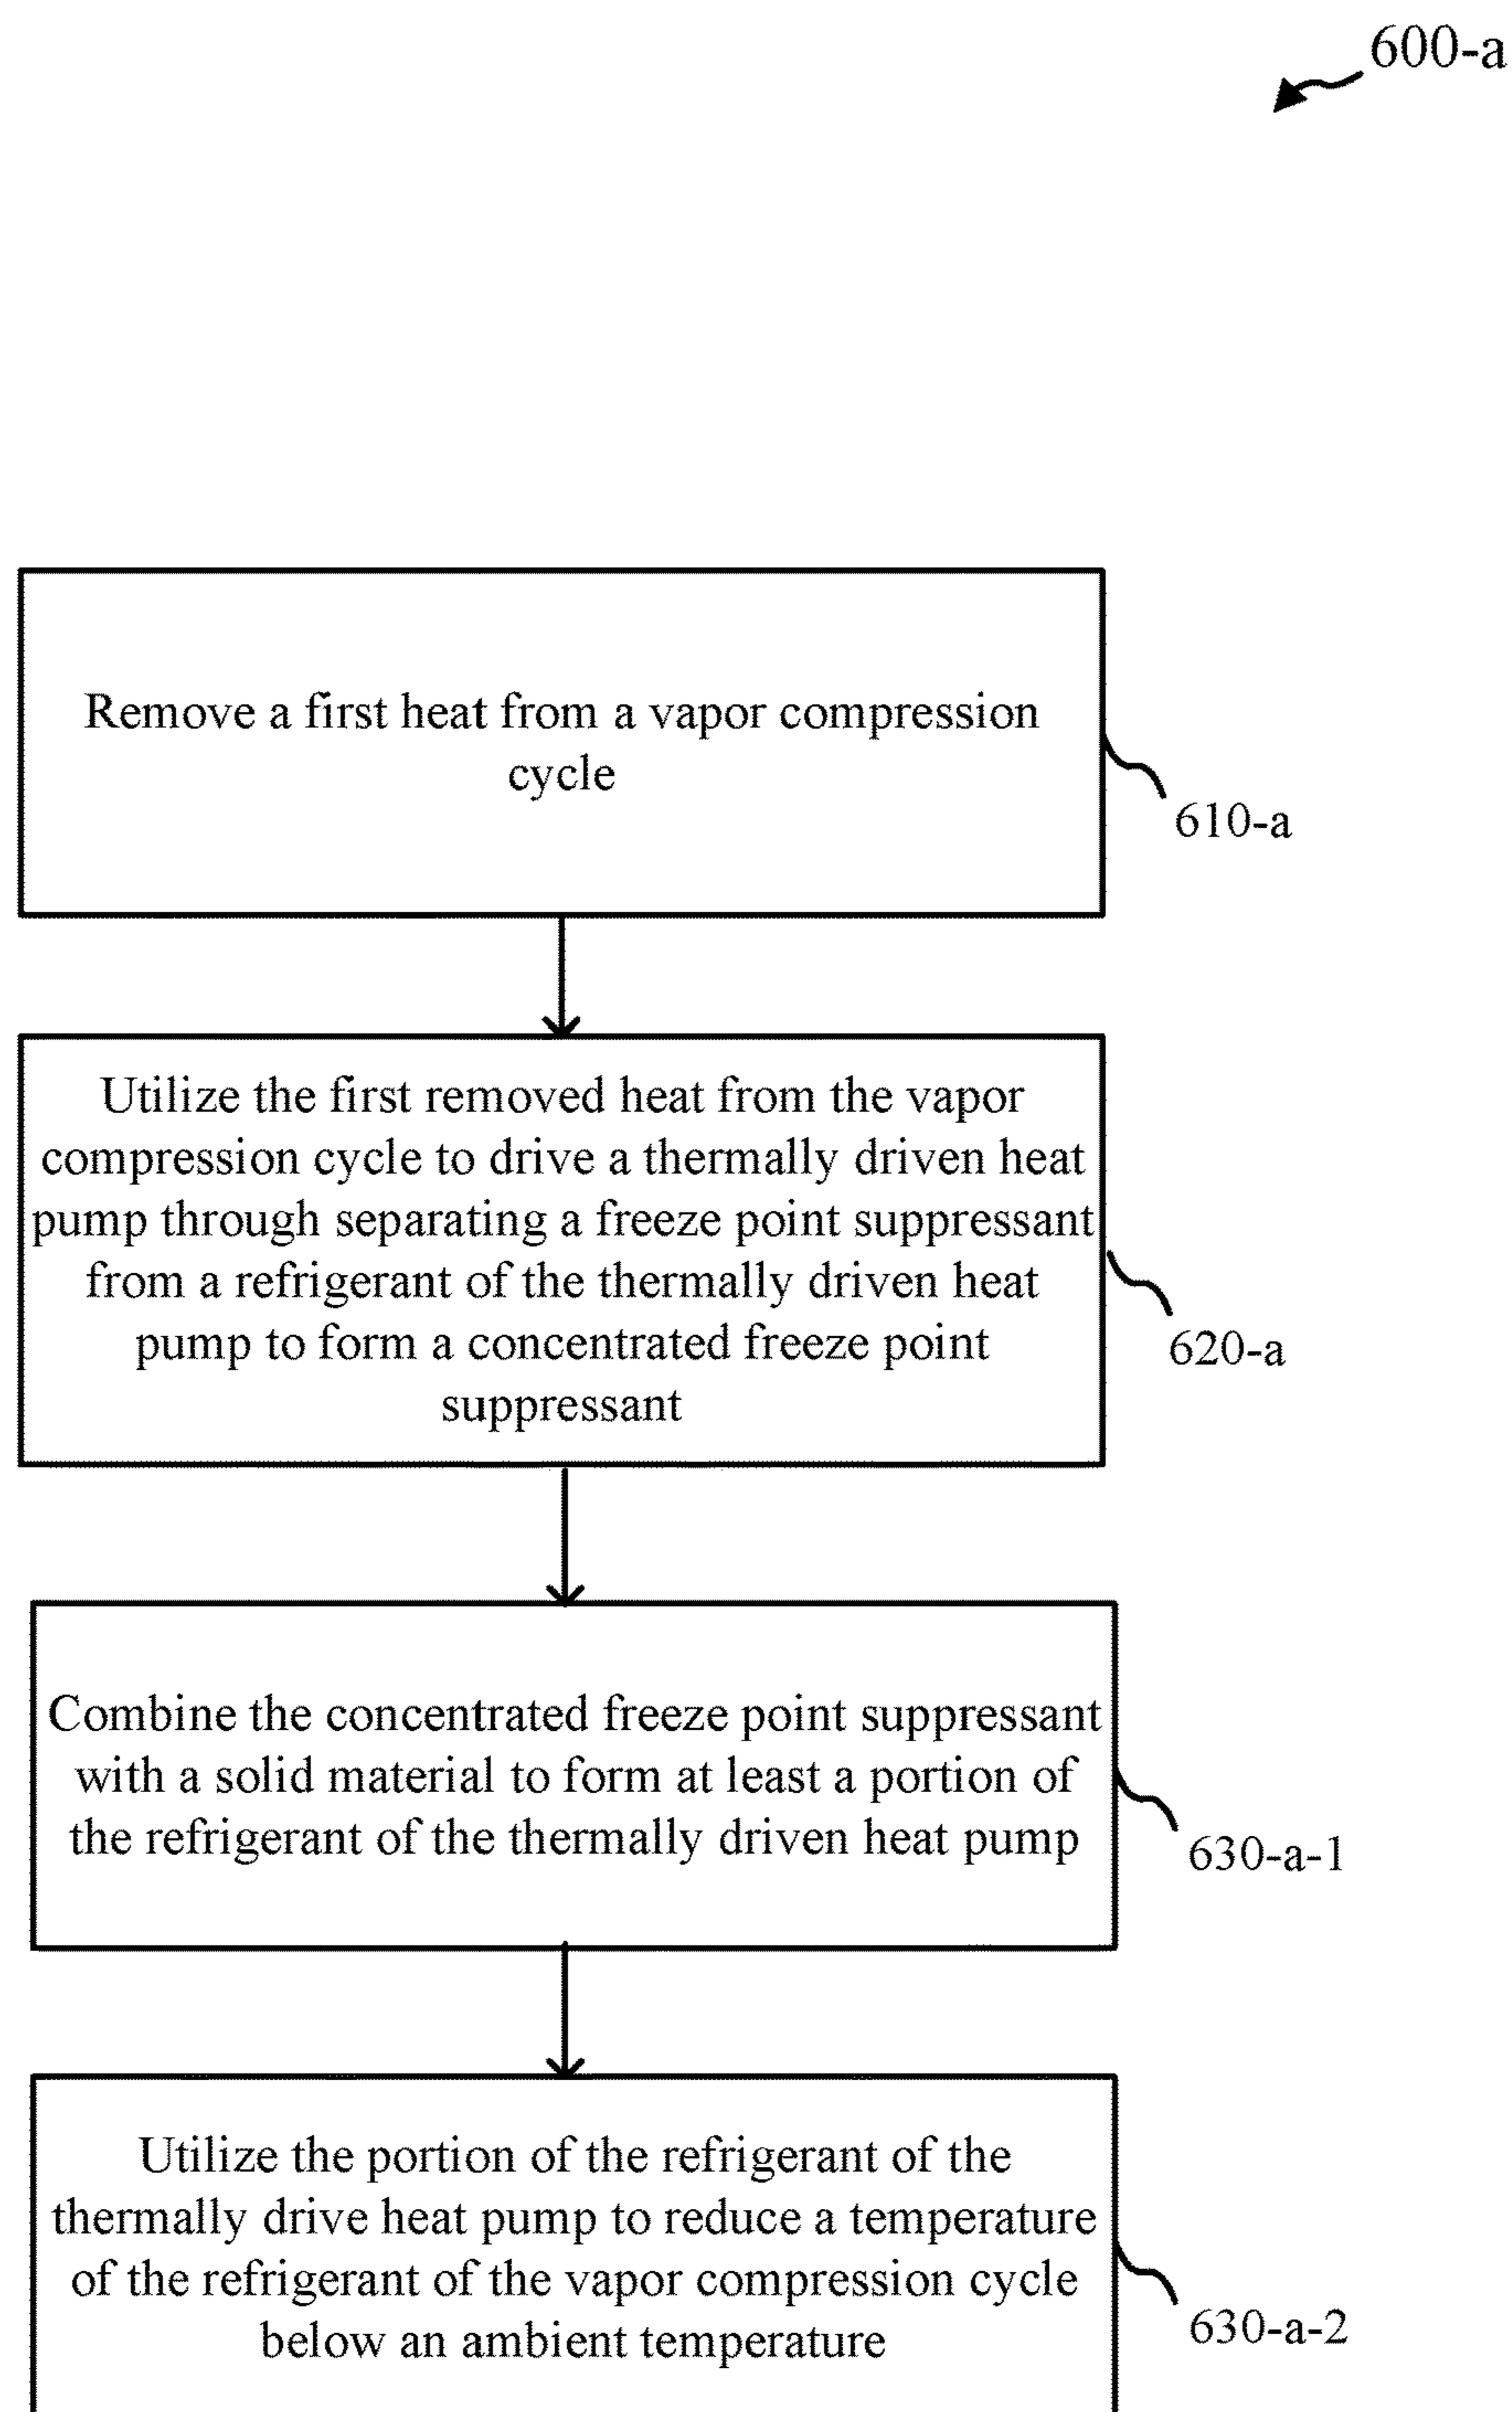 600-a
Remove a first heat from a vapor compression
cycle
610-a
Utilize the first removed heat from the vapor
compression cycle to drive a thermally driven heat
pump through separating a freeze point suppressant
from a refrigerant of the thermally driven heat
pump to form a concentrated freeze point
suppressant
620-a
Combine the concentrated freeze point suppressant
with a solid material to form at least a portion of
the refrigerant of the thermally driven heat pump
630-a-1
Utilize the portion of the refrigerant of the
thermally drive heat pump to reduce a temperature
of the refrigerant of the vapor compression cycle
below an ambient temperature
630-a-2